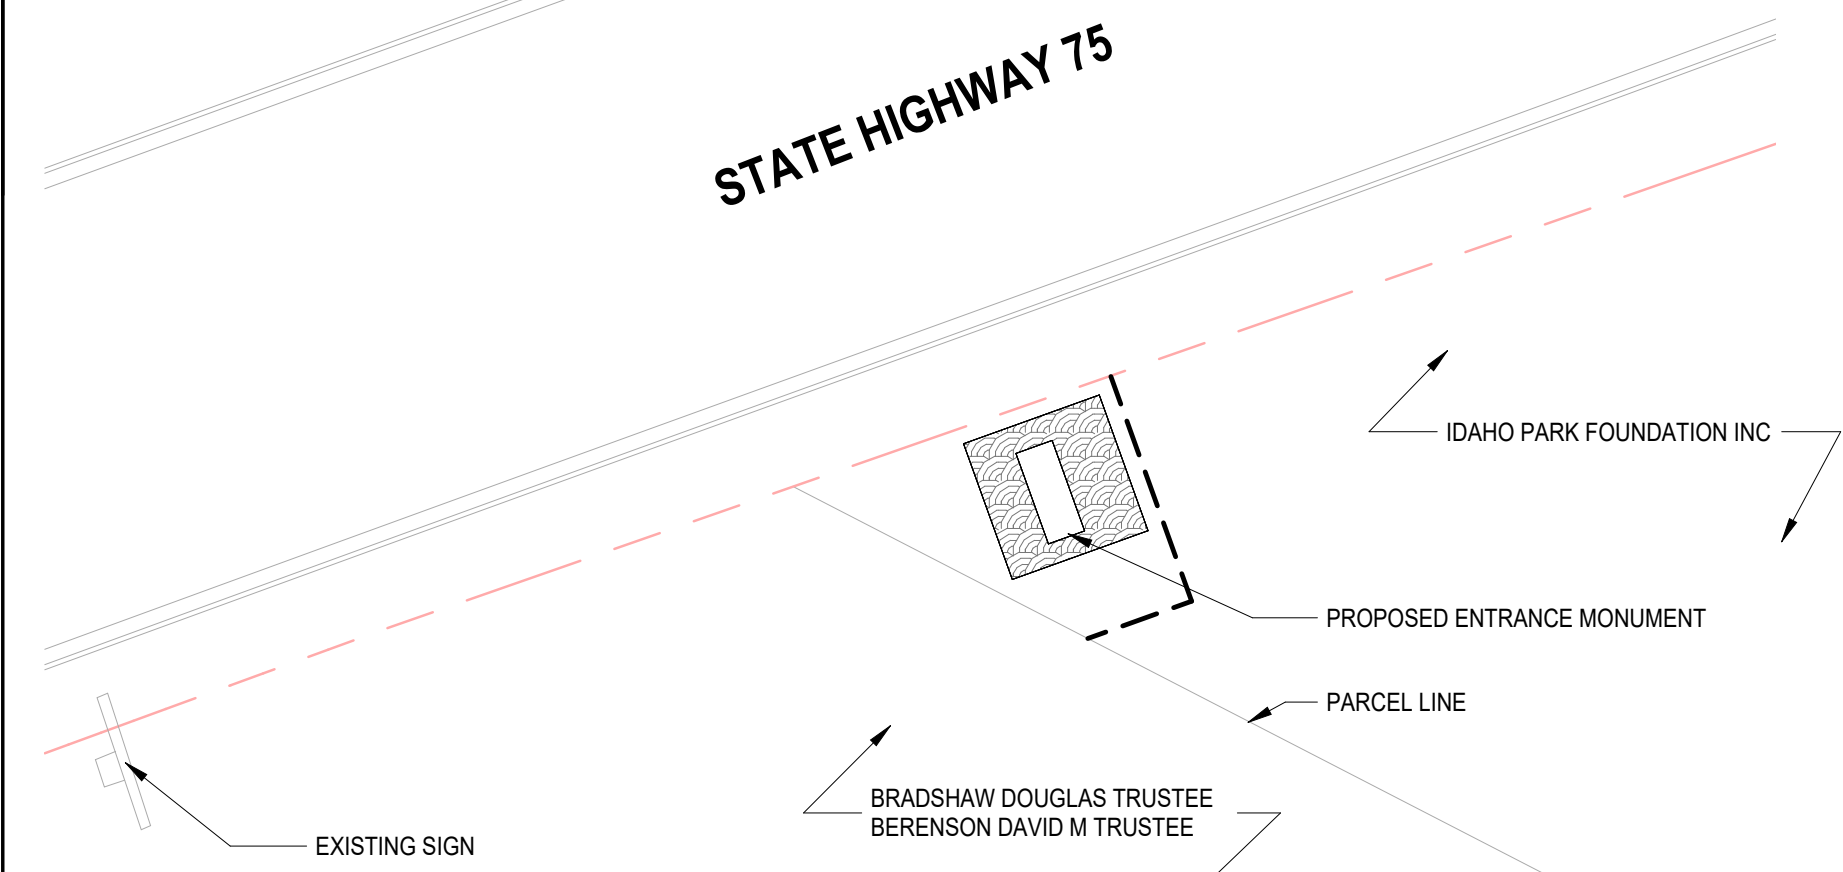 STATE HIGHWAY 75
IDAHO PARK FOUNDATION INC
PROPOSED ENTRANCE MONUMENT
PARCEL LINE
BRADSHAW DOUGLAS TRUSTEE
BERENSON DAVID M TRUSTEE
EXISTING SIGN